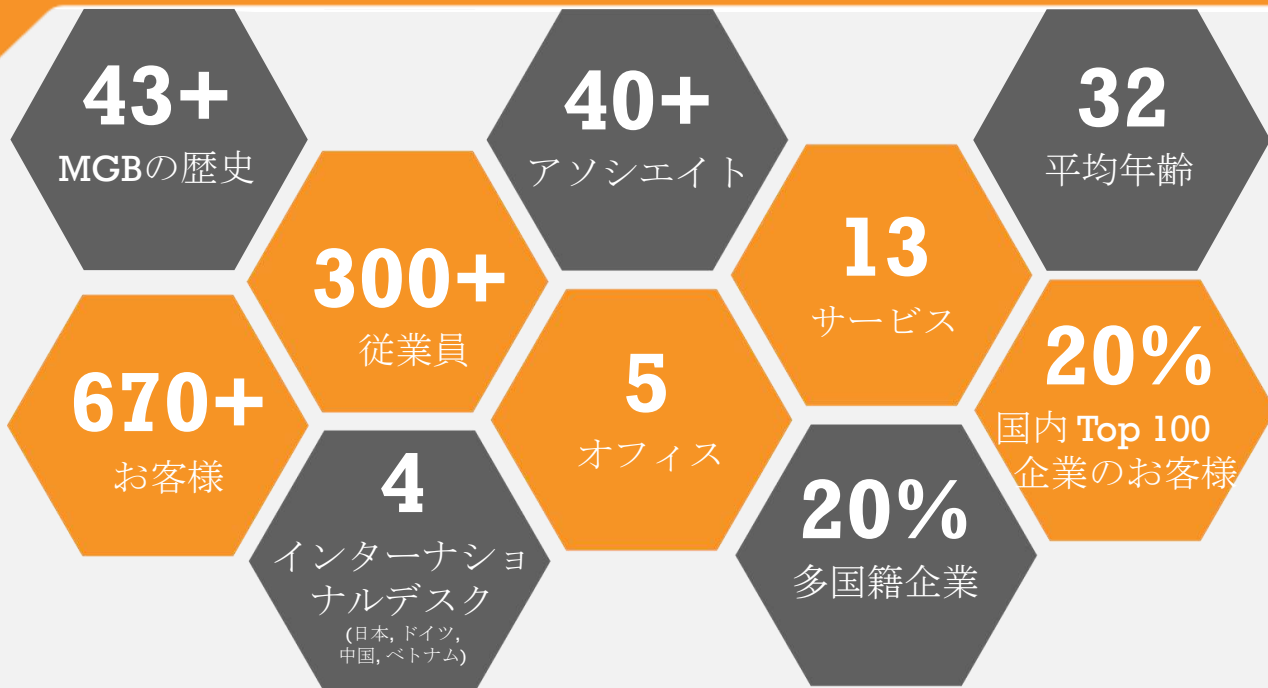 43+
MGBの歴史
40+
アソシエイト
32
平均年齢
300+
従業員
13
サービス
670+
お客様
5
オフィス
20%
国内 Top 100
企業のお客様
4
インターナショ
ナルデスク
(日本, ドイツ,
中国, ベトナム)
20%
多国籍企業